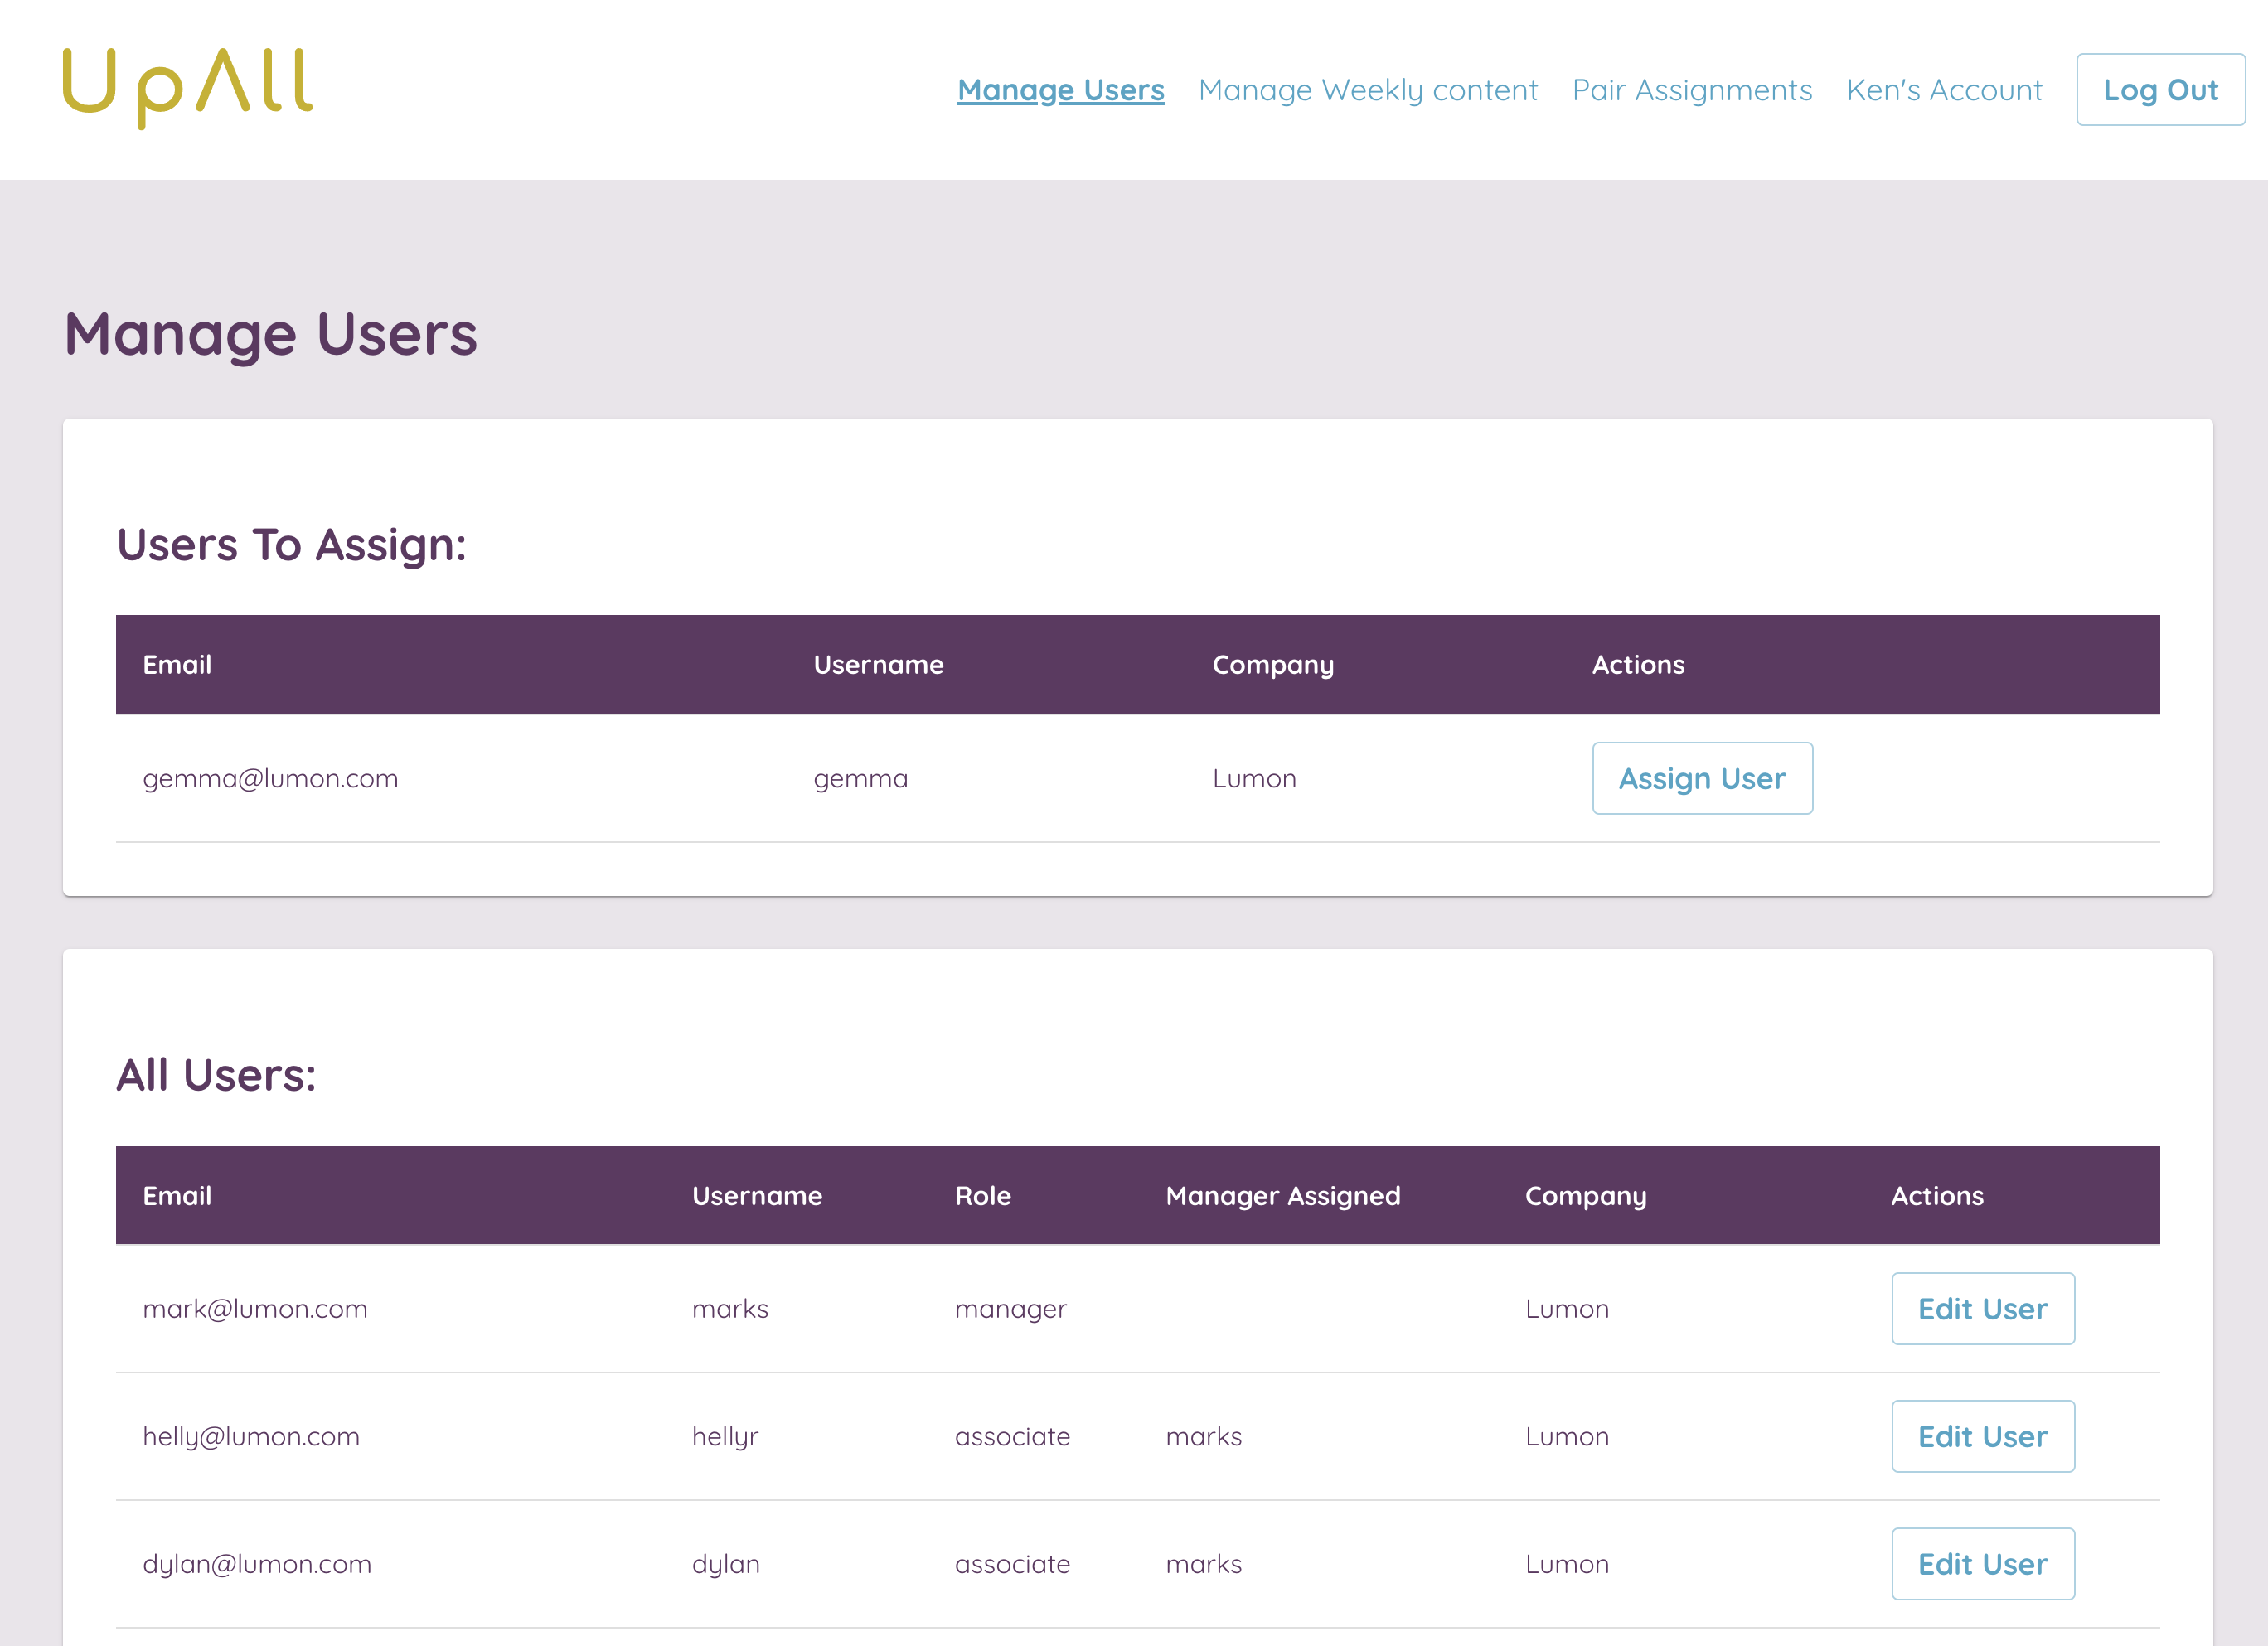 UpAll
Manage Users Manage Weekly content Pair Assignments Ken's Account Log Out
Manage Users
Users To Assign:
Email Username Company Actions
gemma@lumon.com gemma Lumon Assign User
All Users:
Email Username Role Manager Assigned Company Actions
mark@lumon.com marks manager Lumon Edit User
helly@lumon.com hellyr associate marks Lumon Edit User
dylan@lumon.com dylan associate marks Lumon Edit User